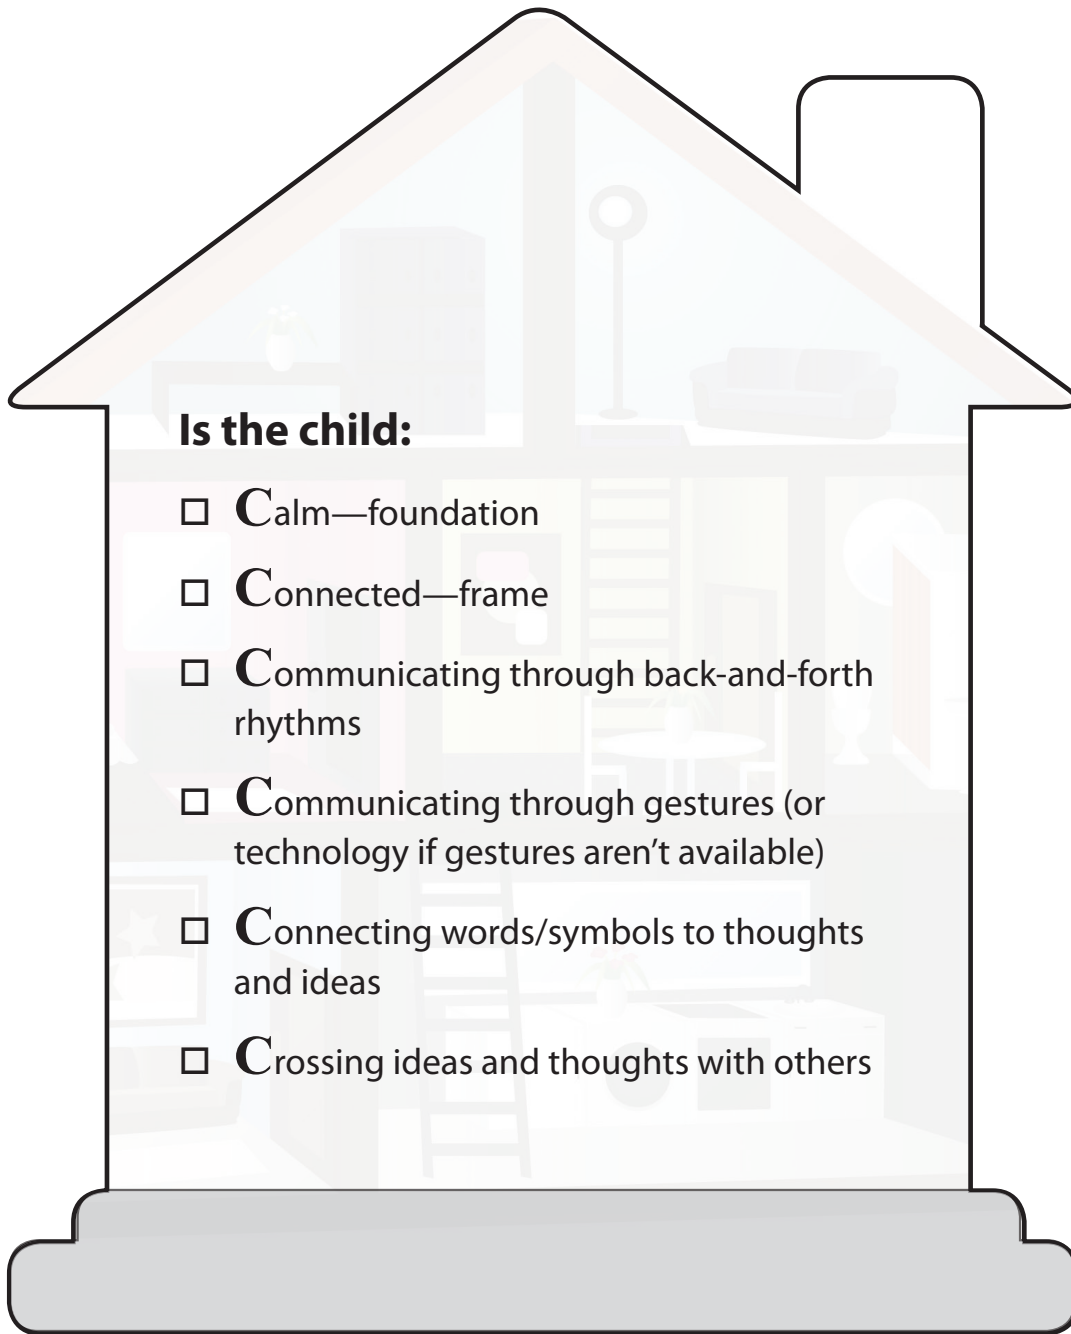 Is the child:
☐ Calm—foundation
☐ Connected—frame
☐ Communicating through back-and-forth
rhythms
☐ Communicating through gestures (or
technology if gestures aren't available)
☐ Connecting words/symbols to thoughts
and ideas
☐ Crossing ideas and thoughts with others